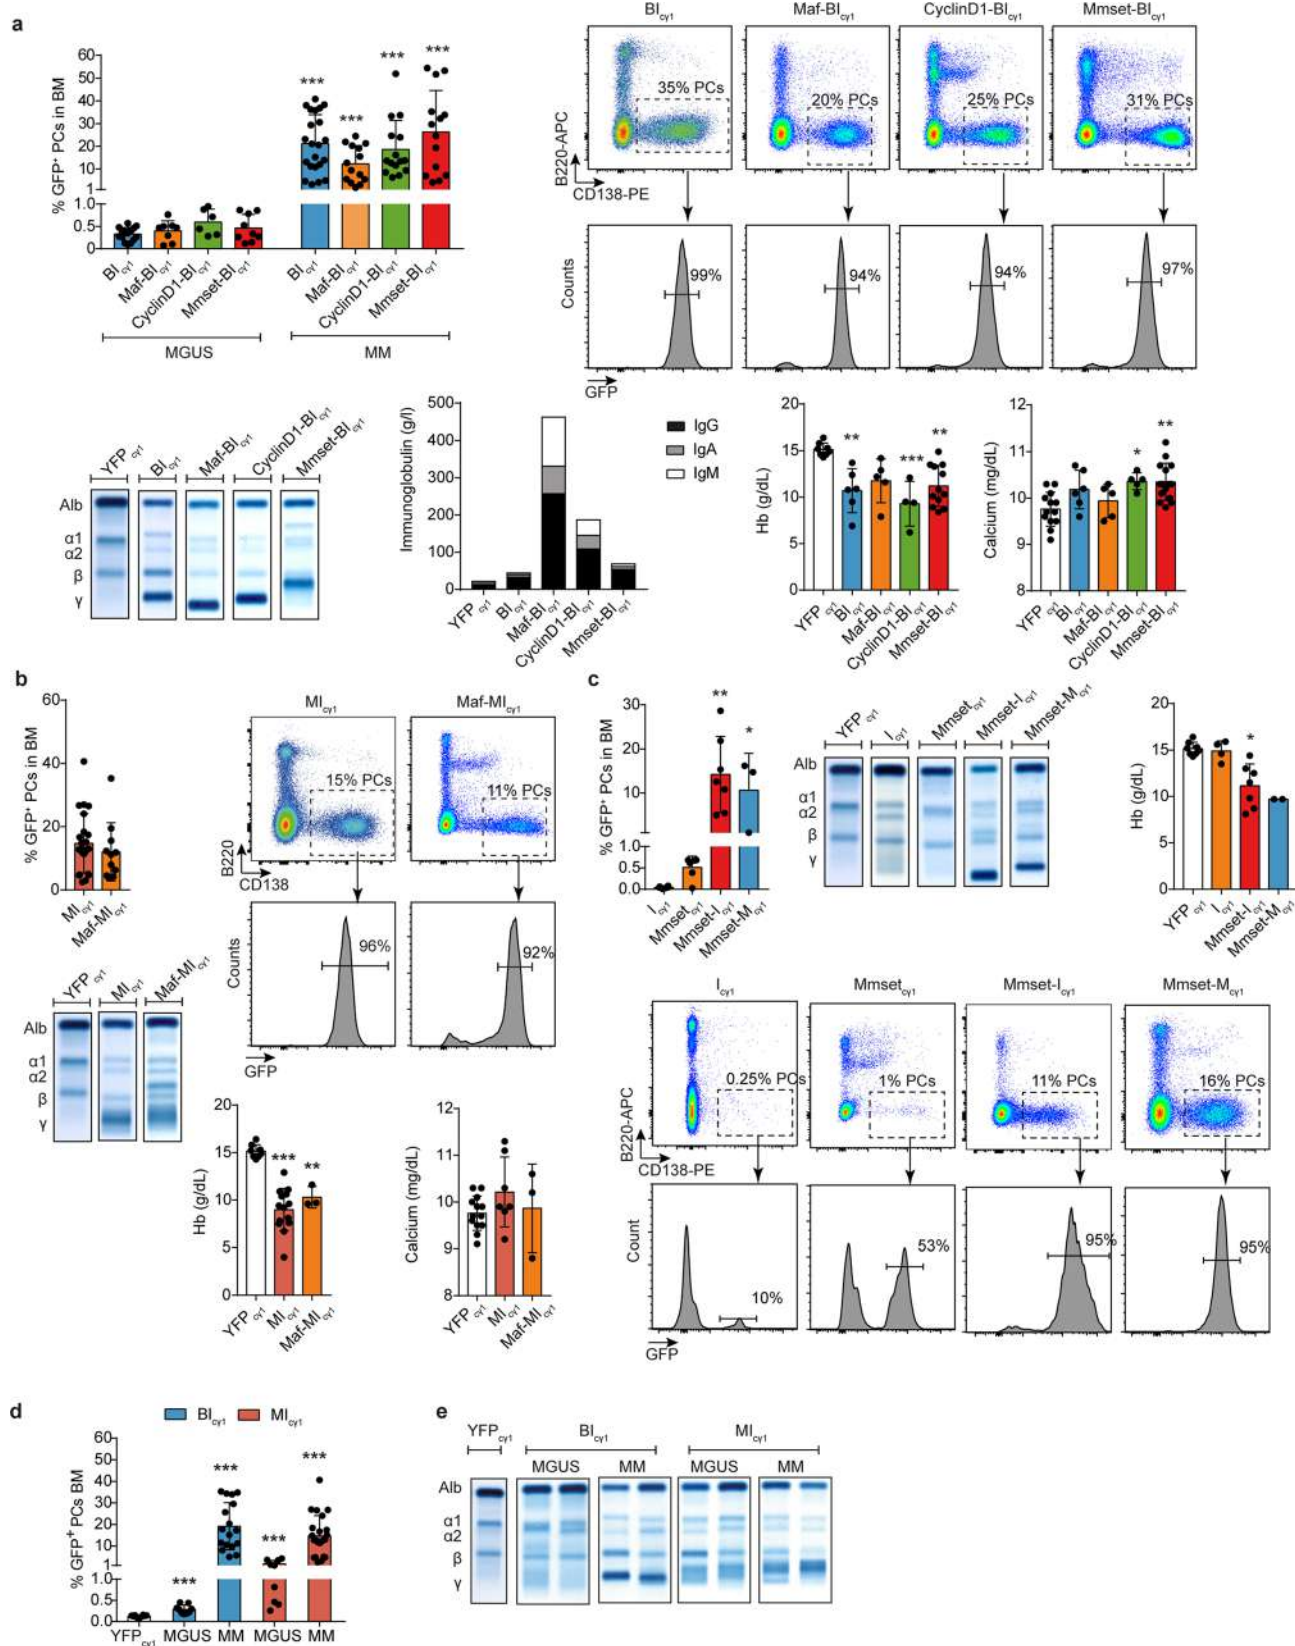 a
% GFP⁺ PCs in BM
60
50
40
30
20
10
1
1.0
0.5
0
***
***
***
***
BIcγ1
Maf-BIcγ1
CyclinD1-BIcγ1
Mmset-BIcγ1
BIcγ1
Maf-BIcγ1
CyclinD1-BIcγ1
Mmset-BIcγ1
MGUS
MM
BIcγ1
Maf-BIcγ1
CyclinD1-BIcγ1
Mmset-BIcγ1
35% PCs
20% PCs
25% PCs
31% PCs
B220-APC
CD138-PE
Counts
99%
94%
94%
97%
GFP
YFPcγ1
BIcγ1
Maf-BIcγ1
CyclinD1-BIcγ1
Mmset-BIcγ1
Alb
α1
α2
β
γ
Immunoglobulin (g/l)
500
400
300
200
100
0
IgG
IgA
IgM
YFPcγ1
BIcγ1
Maf-BIcγ1
CyclinD1-BIcγ1
Mmset-BIcγ1
Hb (g/dL)
20
15
10
5
0
**
***
**
YFPcγ1
BIcγ1
Maf-BIcγ1
CyclinD1-BIcγ1
Mmset-BIcγ1
Calcium (mg/dL)
12
11
10
9
8
*
**
YFPcγ1
BIcγ1
Maf-BIcγ1
CyclinD1-BIcγ1
Mmset-BIcγ1
b
% GFP⁺ PCs in BM
60
40
20
0
MIcγ1
Maf-MIcγ1
MIcγ1
Maf-MIcγ1
15% PCs
11% PCs
B220
CD138
Counts
96%
92%
GFP
YFPcγ1
MIcγ1
Maf-MIcγ1
Alb
α1
α2
β
γ
Hb (g/dL)
20
15
10
5
0
***
**
YFPcγ1
MIcγ1
Maf-MIcγ1
Calcium (mg/dL)
12
11
10
9
8
YFPcγ1
MIcγ1
Maf-MIcγ1
c
% GFP⁺ PCs in BM
30
20
10
1.0
0.5
0.0
**
*
Icγ1
Mmsetcγ1
Mmset-Icγ1
Mmset-Mcγ1
YFPcγ1
Icγ1
Mmsetcγ1
Mmset-Icγ1
Mmset-Mcγ1
Alb
α1
α2
β
γ
Hb (g/dL)
20
15
10
5
0
*
YFPcγ1
Icγ1
Mmset-Icγ1
Mmset-Mcγ1
Icγ1
Mmsetcγ1
Mmset-Icγ1
Mmset-Mcγ1
0.25% PCs
1% PCs
11% PCs
16% PCs
B220-APC
CD138-PE
Count
10%
53%
95%
95%
GFP
d
BIcγ1
MIcγ1
% GFP⁺ PCs BM
60
50
40
30
20
10
1
1.0
0.5
0.0
***
***
***
***
YFPcγ1
MGUS
MM
MGUS
MM
e
YFPcγ1
BIcγ1
MIcγ1
MGUS
MM
MGUS
MM
Alb
α1
α2
β
γ